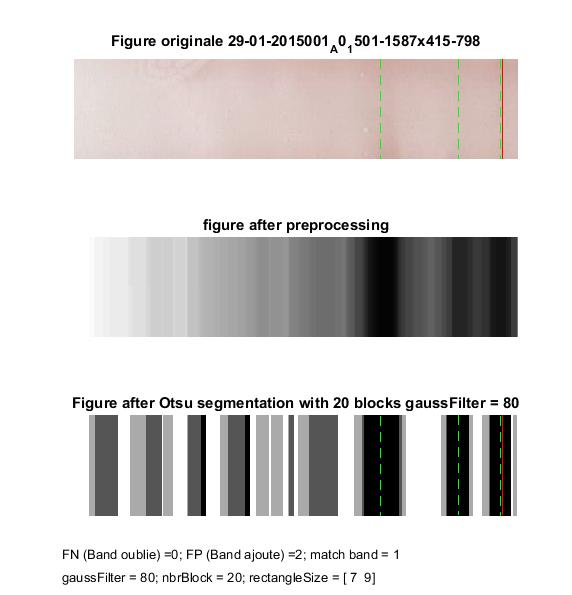 Figure originale 29-01-2015001A01501-1587x415-798
figure after preprocessing
Figure after Otsu segmentation with 20 blocks gaussFilter = 80
FN (Band oublie) =0; FP (Band ajoute) =2; match band = 1
gaussFilter = 80; nbrBlock = 20; rectangleSize = [ 7  9]